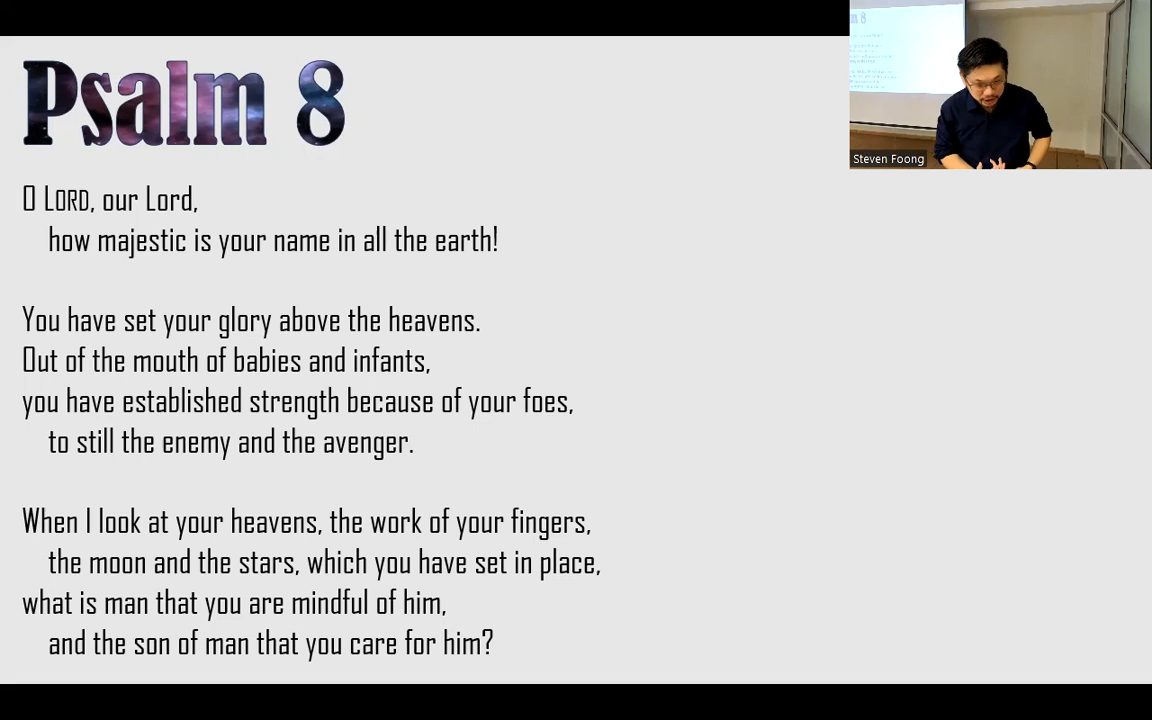 Psalm 8
O LORD, our Lord,
how majestic is your name in all the earth!
You have set your glory above the heavens.
Out of the mouth of babies and infants,
you have established strength because of your foes,
to still the enemy and the avenger.
When I look at your heavens, the work of your fingers,
the moon and the stars, which you have set in place,
what is man that you are mindful of him,
and the son of man that you care for him?
Steven Foong